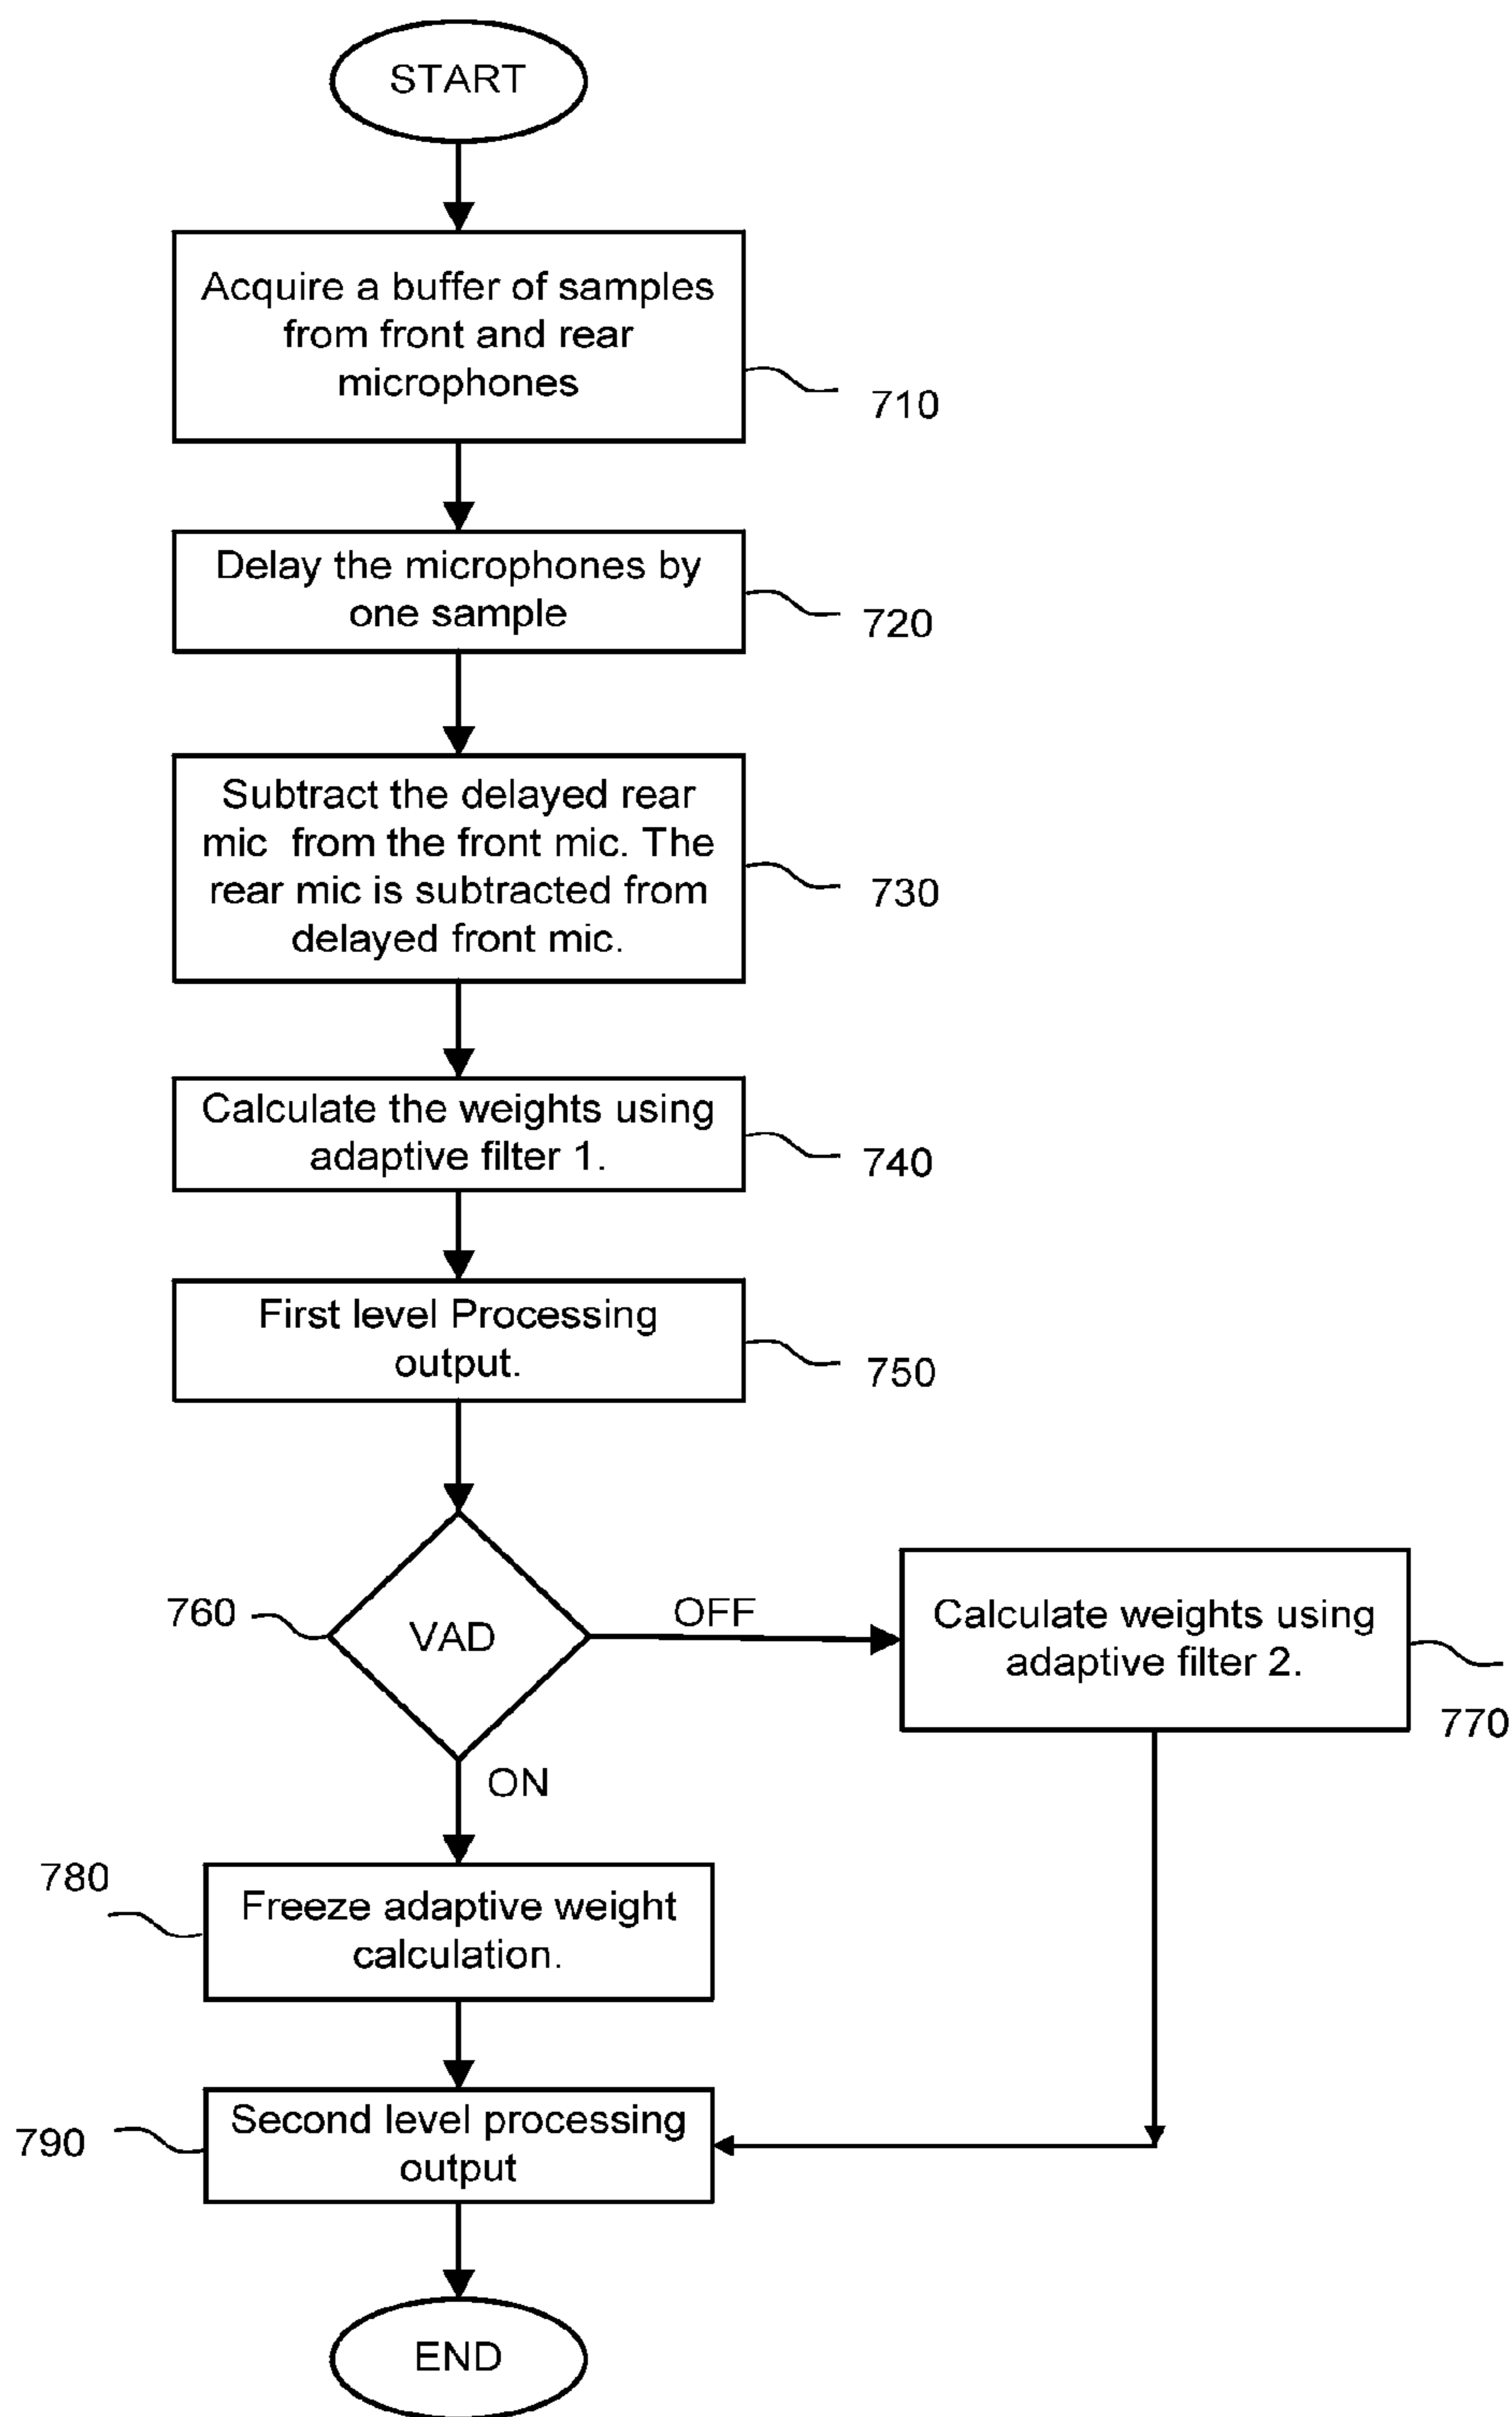 START
Acquire a buffer of samples
from front and rear
microphones
710
Delay the microphones by
one sample
720
Subtract the delayed rear
mic from the front mic. The
rear mic is subtracted from
delayed front mic.
730
Calculate the weights using
adaptive filter 1.
740
First level Processing
output.
750
760
VAD
OFF
Calculate weights using
adaptive filter 2.
770
ON
780
Freeze adaptive weight
calculation.
790
Second level processing
output
END